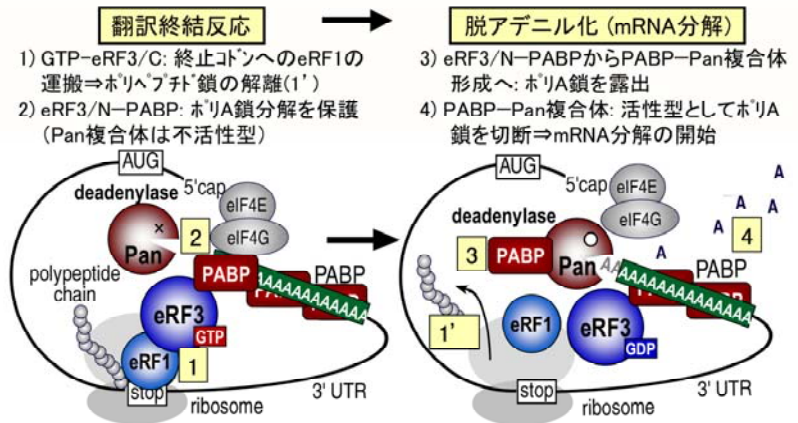 翻訳終結反応
1) GTP-eRF3/C: 終止コドンへのeRF1の
運搬⇒ポリペプチド鎖の解離(1')
2) eRF3/N-PABP: ポリA鎖分解を保護
(Pan複合体は不活性型)
脱アデニル化 (mRNA分解)
3) eRF3/N-PABPからPABP-Pan複合体
形成へ: ポリA鎖を露出
4) PABP-Pan複合体: 活性型としてポリA
鎖を切断⇒mRNA分解の開始
AUG
5'cap
deadenylase
eIF4E
eIF4G
×
Pan
2
PABP
PABP
AAAAAAAAAAA
polypeptide
chain
eRF3
GTP
eRF1
1
stop
ribosome
3' UTR
AUG
5'cap
deadenylase
eIF4E
eIF4G
A
A
A
A
A
A
4
3
PABP
Pan
AA
PABP
AAAAAAAAAAA
1'
eRF1
eRF3
GDP
stop
ribosome
3' UTR